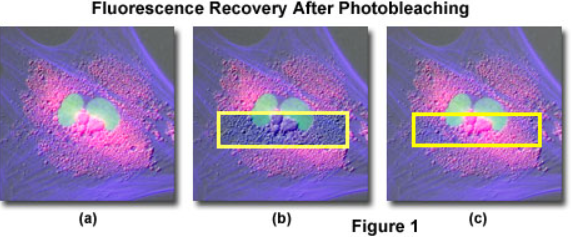 Fluorescence Recovery After Photobleaching
(a)
(b)
Figure 1
(c)